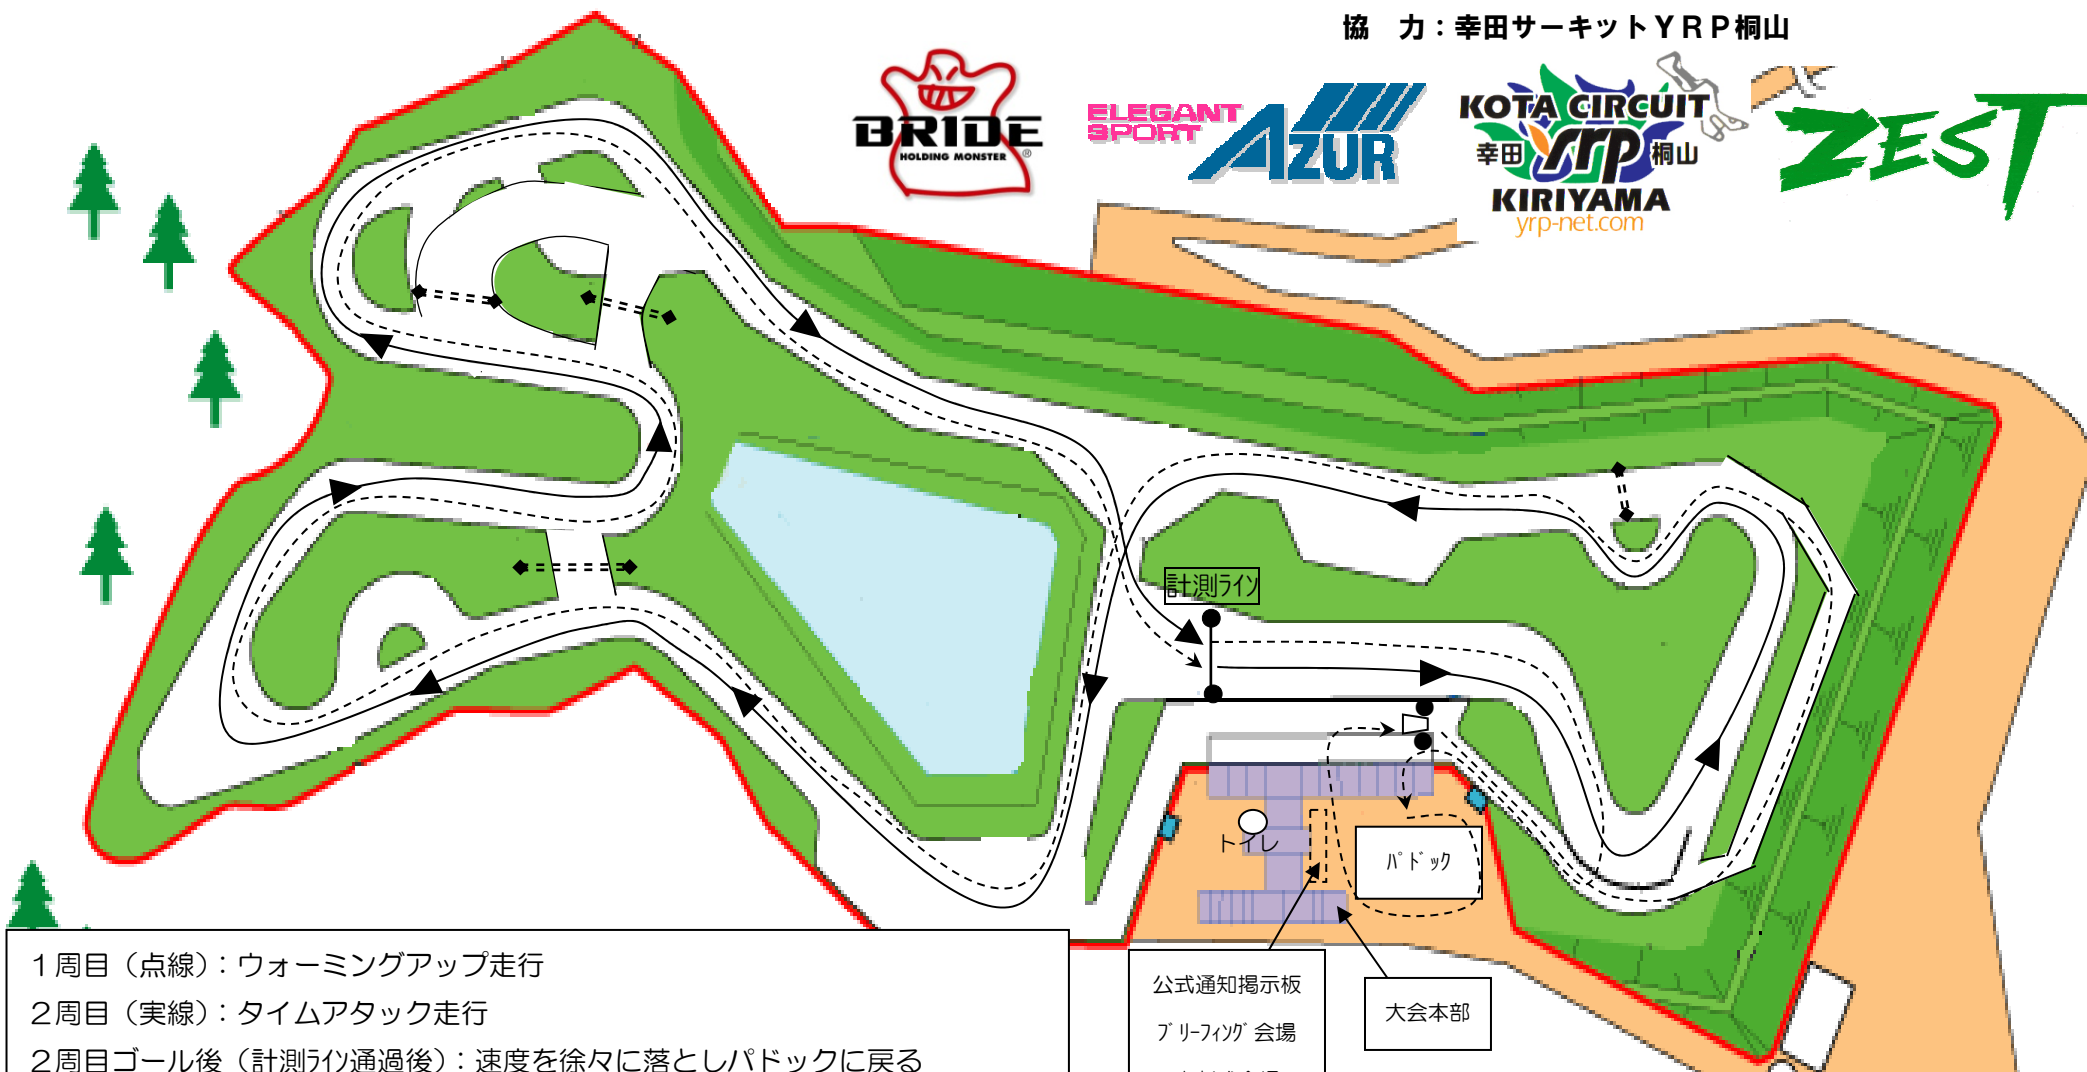 協　力：幸田サーキットＹＲＰ桐山
BRIDE
HOLDING MONSTER ®
ELEGANT
SPORT
AZUR
KOTA CIRCUIT
幸田 yrp 桐山
KIRIYAMA
yrp-net.com
ZEST
計測ﾗｲﾝ
トイレ
ﾊﾟﾄﾞｯｸ
公式通知掲示板
ﾌﾞﾘｰﾌｨﾝｸﾞ会場
大会本部
１周目（点線）：ウォーミングアップ走行
２周目（実線）：タイムアタック走行
２周目ゴール後（計測ﾗｲﾝ通過後）：速度を徐々に落としパドックに戻る